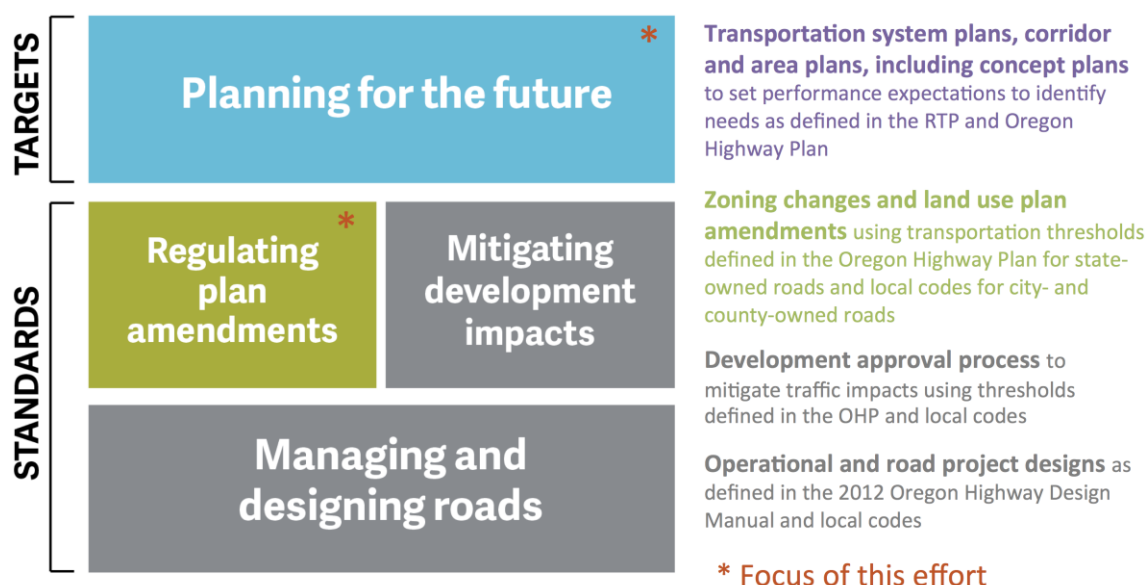 TARGETS
*
Planning for the future
Transportation system plans, corridor
and area plans, including concept plans
to set performance expectations to identify
needs as defined in the RTP and Oregon
Highway Plan
STANDARDS
*
Regulating
plan
amendments
Mitigating
development
impacts
Zoning changes and land use plan
amendments using transportation thresholds
defined in the Oregon Highway Plan for state-
owned roads and local codes for city- and
county-owned roads
Development approval process to
mitigate traffic impacts using thresholds
defined in the OHP and local codes
Managing and
designing roads
Operational and road project designs as
defined in the 2012 Oregon Highway Design
Manual and local codes
* Focus of this effort